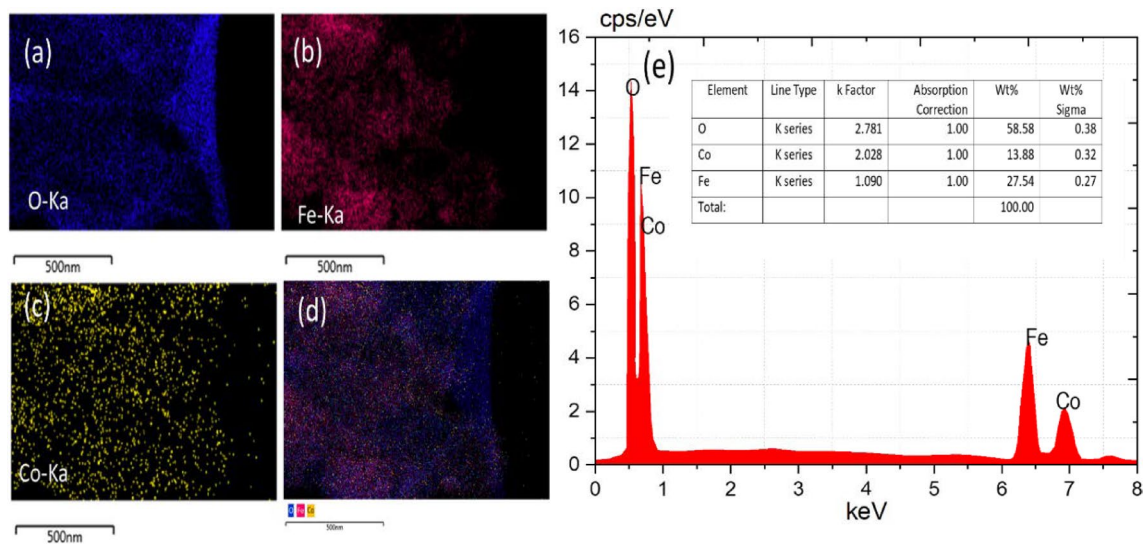 (a)
O-Ka
500nm
(b)
Fe-Ka
500nm
(c)
Co-Ka
500nm
(d)
O Fe Co
500nm
cps/eV
(e)
16
14
12
10
8
6
4
2
0
O
Fe
Co
Fe
Co
Element Line Type k Factor Absorption Correction Wt% Wt% Sigma
O K series 2.781 1.00 58.58 0.38
Co K series 2.028 1.00 13.88 0.32
Fe K series 1.090 1.00 27.54 0.27
Total: 100.00
0 1 2 3 4 5 6 7 8
keV